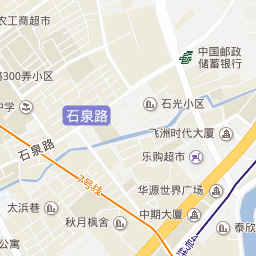 农工商超市
中国邮政
储蓄银行
路300弄小区
中学
石泉路
石光小区
飞洲时代大厦
石泉路
乐购超市
7号线
华源世界广场
太浜巷
中期大厦
秋月枫舍
泰欣
公寓